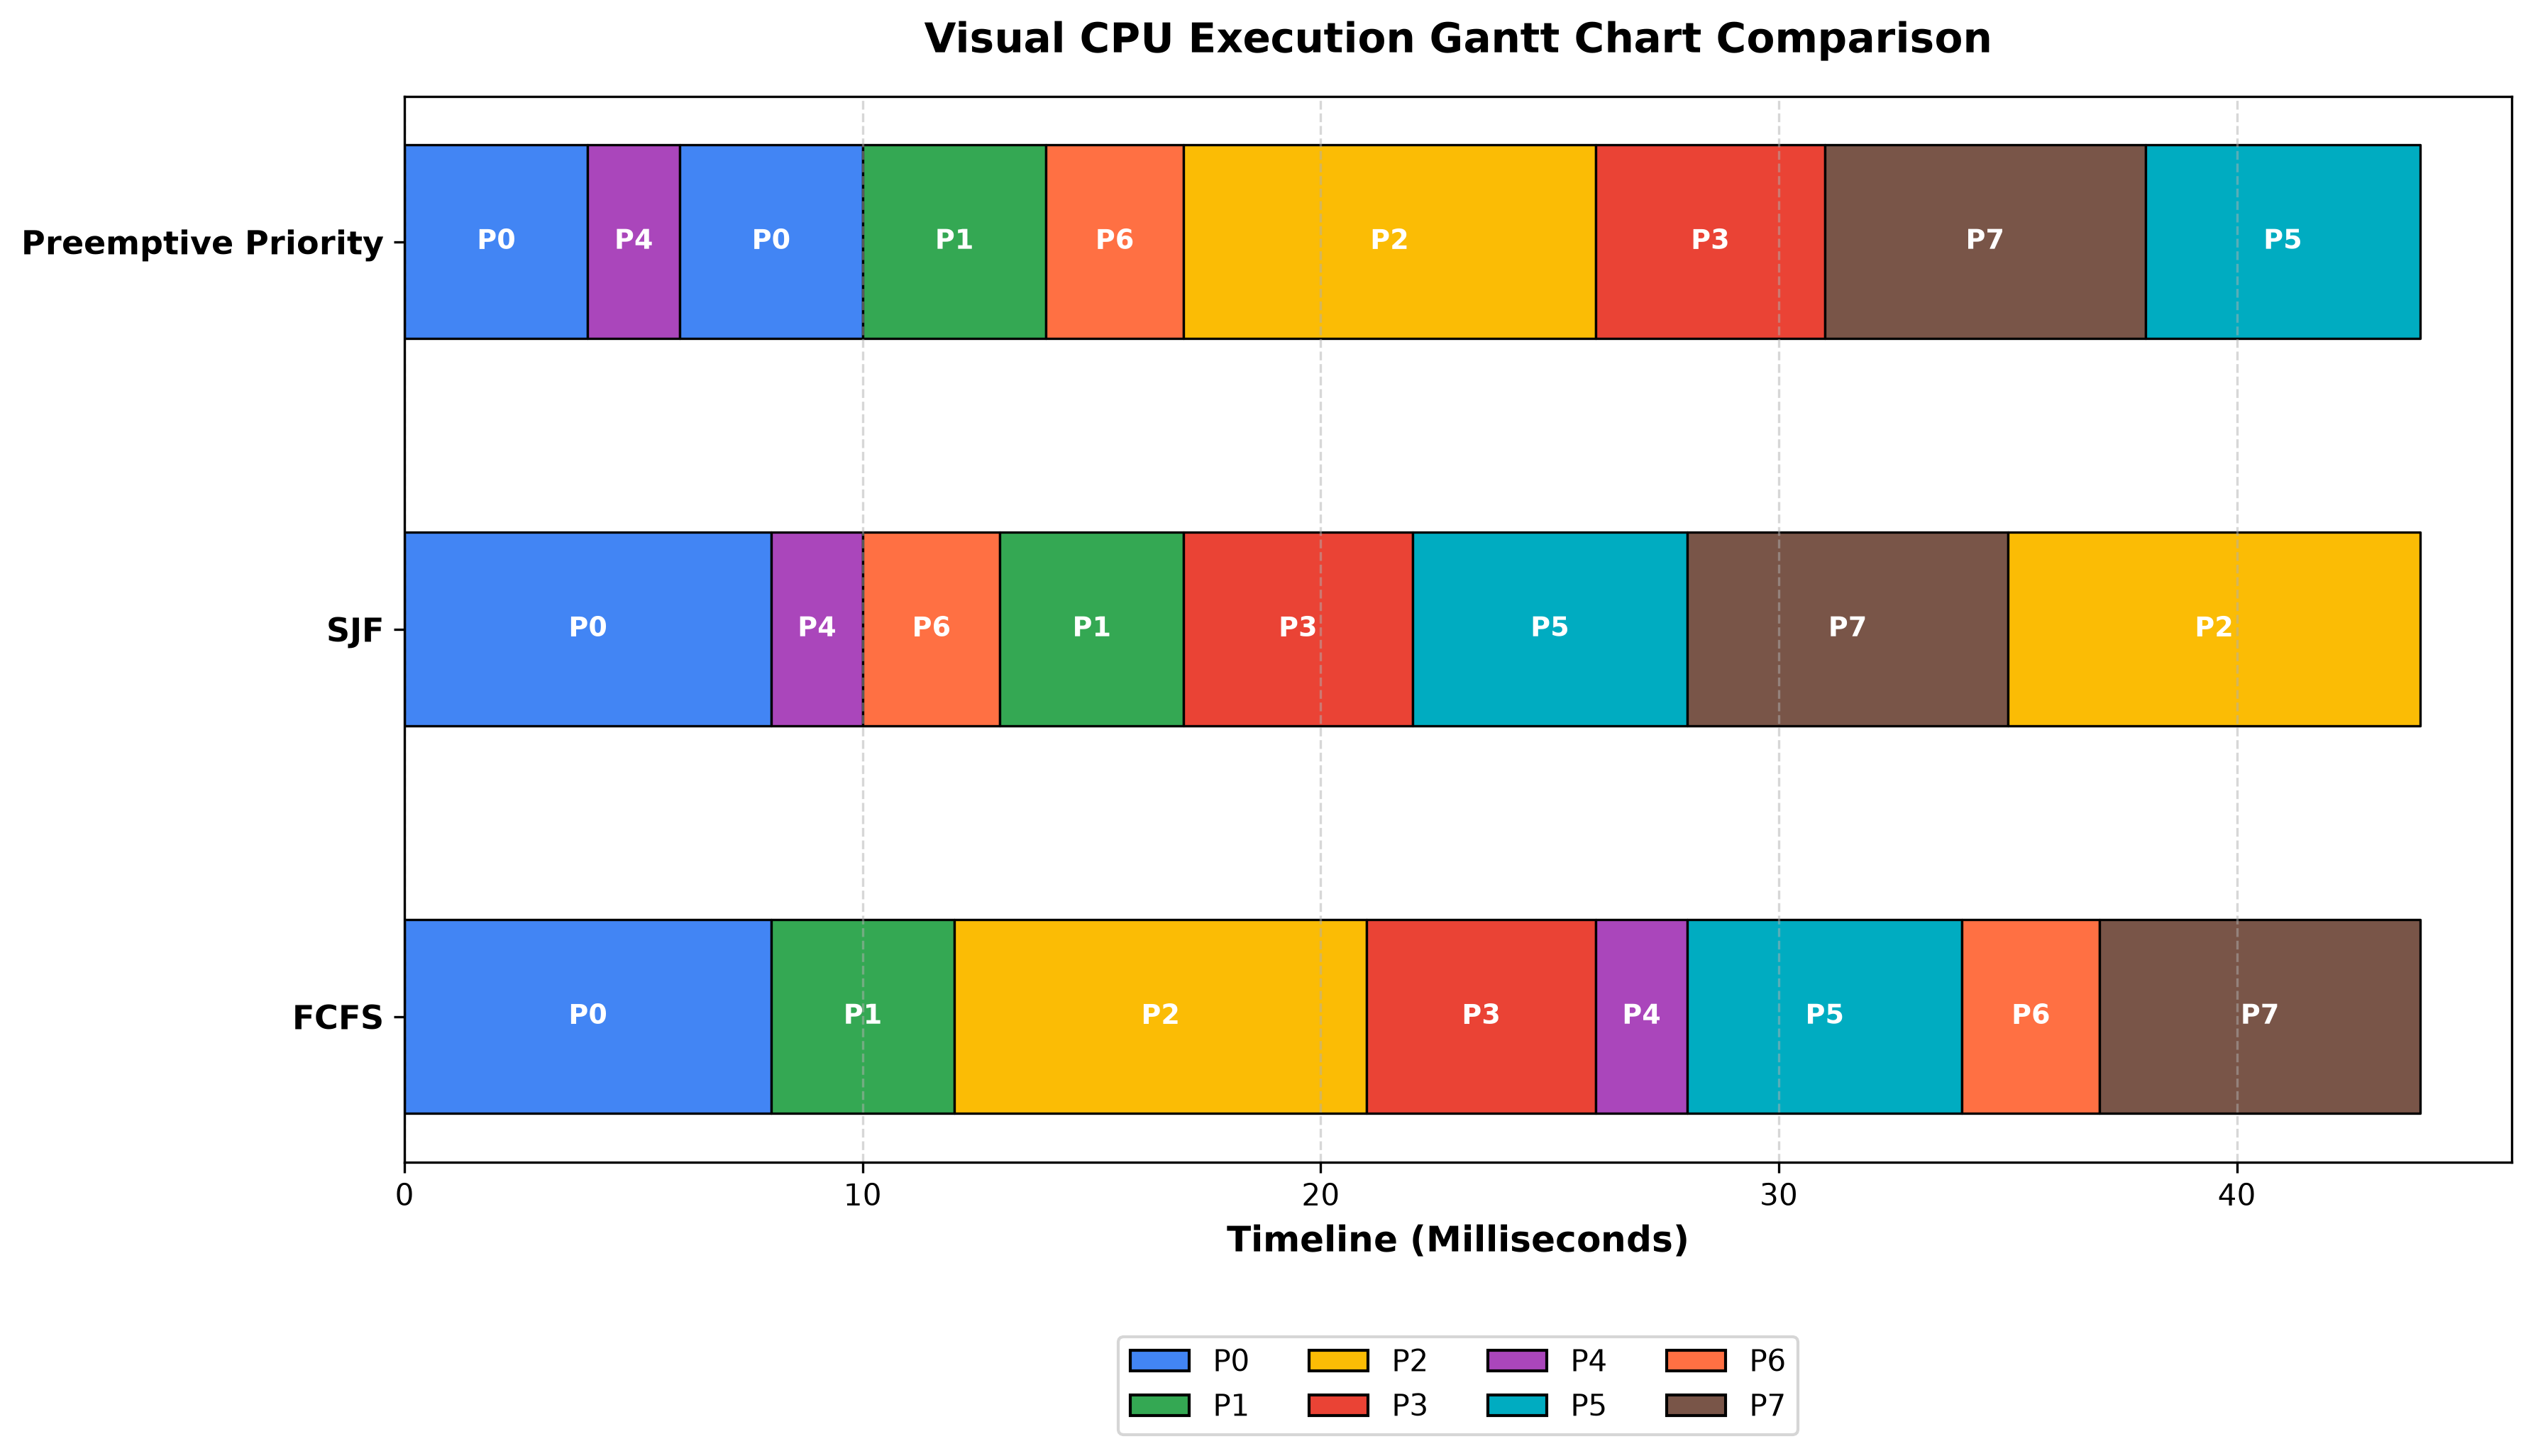 Visual CPU Execution Gantt Chart Comparison
Preemptive Priority
P0 P4 P0 P1 P6 P2 P3 P7 P5
SJF
P0 P4 P6 P1 P3 P5 P7 P2
FCFS
P0 P1 P2 P3 P4 P5 P6 P7
0 10 20 30 40
Timeline (Milliseconds)
P0 P2 P4 P6
P1 P3 P5 P7